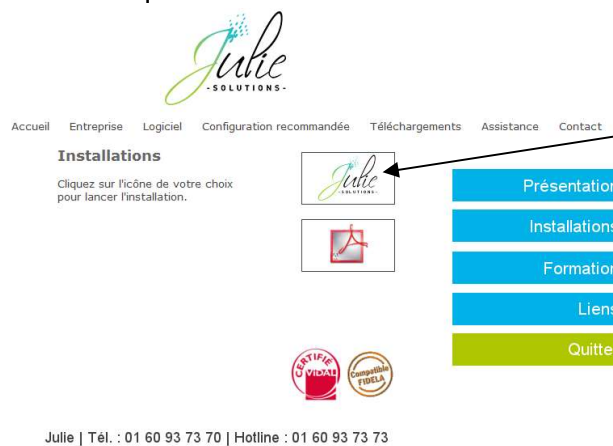 Julie
-SOLUTIONS-
Accueil Entreprise Logiciel Configuration recommandée Téléchargements Assistance Contact
Installations
Cliquez sur l'icône de votre choix
pour lancer l'installation.
Julie
-SOLUTIONS-
Présentation
Installations
Formation
Liens
Quitte
CERTIFIÉ
VIDAL
Compatible
FIDELA
Julie | Tél. : 01 60 93 73 70 | Hotline : 01 60 93 73 73